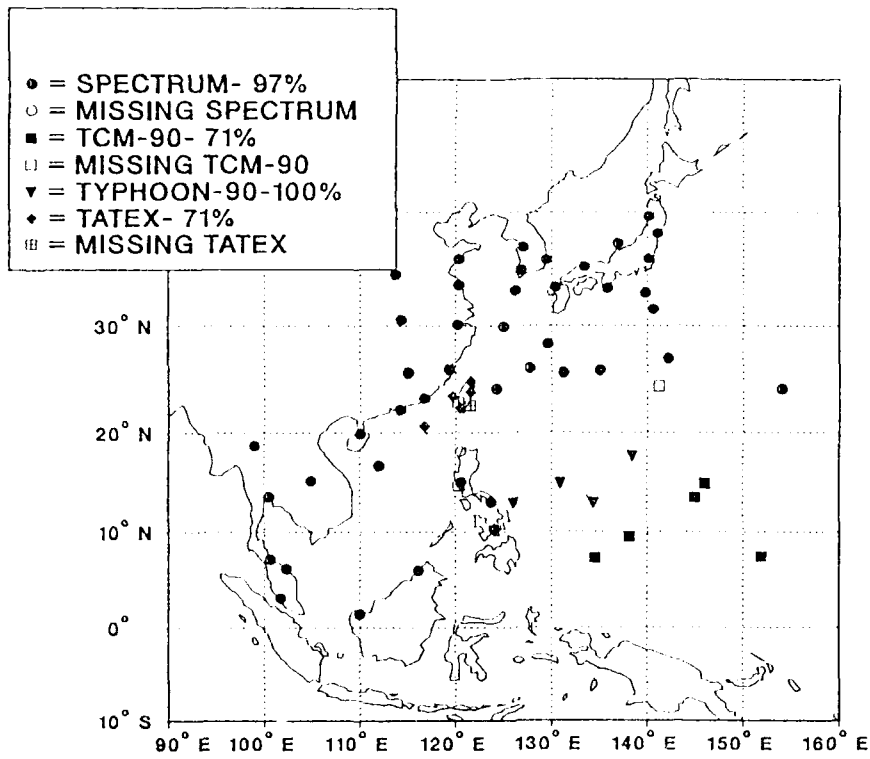 ● = SPECTRUM- 97%
○ = MISSING SPECTRUM
■ = TCM-90- 71%
□ = MISSING TCM-90
▼ = TYPHOON-90-100%
◆ = TATEX- 71%
⊞ = MISSING TATEX
30° N
20° N
10° N
0°
10° S
90° E 100° E 110° E 120° E 130° E 140° E 150° E 160° E